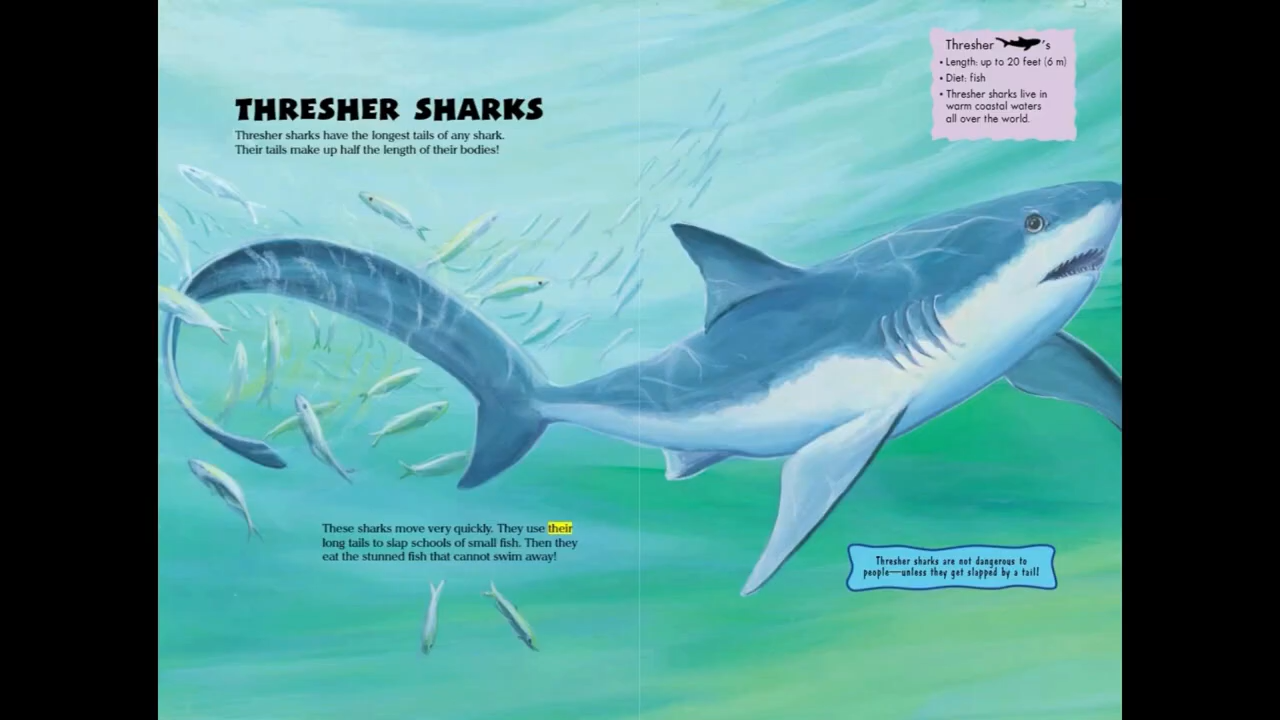 THRESHER SHARKS
Thresher sharks have the longest tails of any shark.
Their tails make up half the length of their bodies!
Thresher 's
• Length: up to 20 feet (6 m)
• Diet: fish
• Thresher sharks live in
warm coastal waters
all over the world.
These sharks move very quickly. They use their
long tails to slap schools of small fish. Then they
eat the stunned fish that cannot swim away!
Thresher sharks are not dangerous to
people—unless they get slapped by a tail!